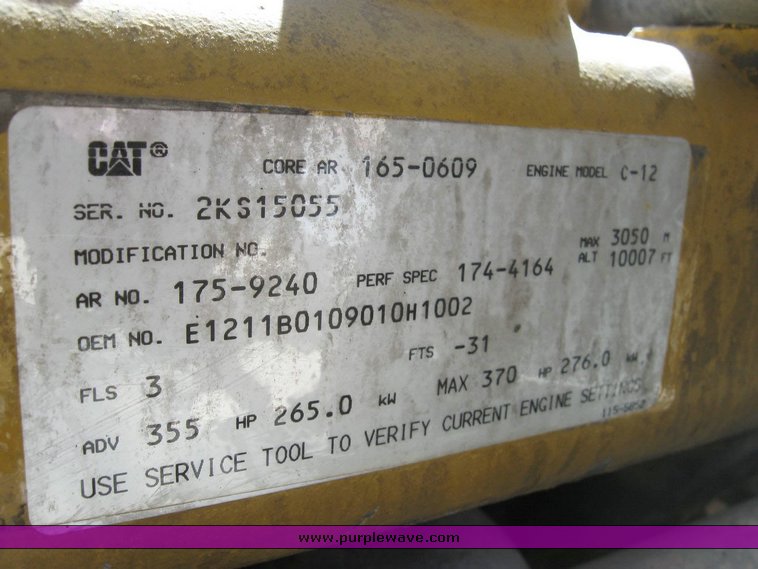 CAT® CORE AR 165-0609 ENGINE MODEL C-12
SER. NO. 2KS15055
MODIFICATION NO. MAX 3050 M
ALT 10007 FT
AR NO. 175-9240 PERF SPEC 174-4164
OEM NO. E1211B0109010H1002
FLS 3 FTS -31
ADV 355 HP 265.0 kW MAX 370 HP 276.0 kW
USE SERVICE TOOL TO VERIFY CURRENT ENGINE SETTINGS.
www.purplewave.com